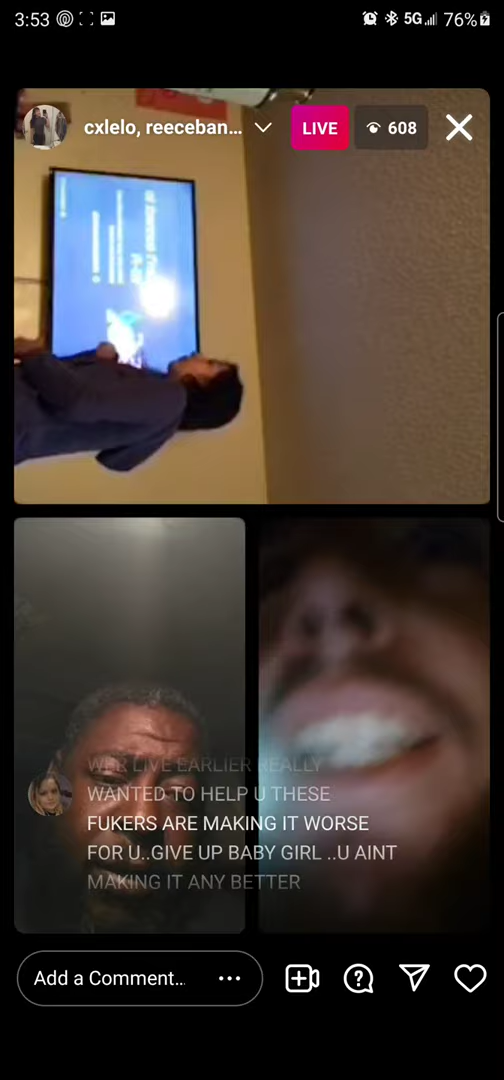 3:53
5G
76%
cxlelo, reeceban...
LIVE
608
WER LIVE EARLIER REALLY
WANTED TO HELP U THESE
FUKERS ARE MAKING IT WORSE
FOR U..GIVE UP BABY GIRL ..U AINT
MAKING IT ANY BETTER
Add a Comment...